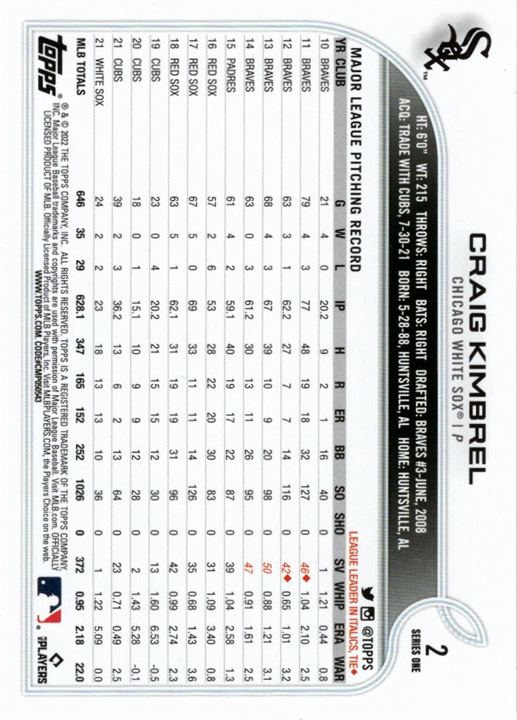 CRAIG KIMBREL
CHICAGO WHITE SOX® | P
2
SERIES ONE
Sox
™
HT: 6'0" WT: 215 THROWS: RIGHT BATS: RIGHT DRAFTED: BRAVES #3-JUNE, 2008
ACQ: TRADE WITH CUBS, 7-30-21 BORN: 5-28-88, HUNTSVILLE, AL HOME: HUNTSVILLE, AL
@TOPPS
MAJOR LEAGUE PITCHING RECORD LEAGUE LEADER IN ITALICS, TIE◆
YR CLUB G W L IP H R ER BB SO SHO SV WHIP ERA WAR
10 BRAVES 21 4 0 20.2 9 2 1 16 40 0 1 1.21 0.44 0.8
11 BRAVES 79 4 3 77 48 19 18 32 127 0 46◆ 1.04 2.10 2.5
12 BRAVES 63 3 1 62.2 27 7 7 14 116 0 42◆ 0.65 1.01 3.2
13 BRAVES 68 4 3 67 39 10 9 20 98 0 50 0.88 1.21 3.1
14 BRAVES 63 0 3 61.2 30 13 11 26 95 0 47 0.91 1.61 2.5
15 PADRES 61 4 2 59.1 40 19 17 22 87 0 39 1.04 2.58 1.3
16 RED SOX 57 2 6 53 28 22 20 30 83 0 31 1.09 3.40 0.8
17 RED SOX 67 5 0 69 33 11 11 14 126 0 35 0.68 1.43 3.6
18 RED SOX 63 5 1 62.1 31 19 19 31 96 0 42 0.99 2.74 2.3
19 CUBS 23 0 4 20.2 21 15 15 12 30 0 13 1.60 6.53 -0.5
20 CUBS 18 0 1 15.1 10 9 9 12 28 0 2 1.43 5.28 -0.1
21 CUBS 39 2 3 36.2 13 6 2 13 64 0 23 0.71 0.49 2.5
21 WHITE SOX 24 2 2 23 18 13 13 10 36 0 1 1.22 5.09 0.0
MLB TOTALS 646 35 29 628.1 347 165 152 252 1026 0 372 0.95 2.18 22.0
topps®
® & © 2022 THE TOPPS COMPANY, INC. ALL RIGHTS RESERVED. TOPPS IS A REGISTERED TRADEMARK OF THE TOPPS COMPANY,
INC. Major League Baseball trademarks and copyrights are used with permission of Major League Baseball. Visit MLB.com. OFFICIALLY
LICENSED PRODUCT OF MLB. Officially Licensed Product of MLB Players, Inc. Visit MLBPLAYERS.COM, the Players Choice on the web.
WWW.TOPPS.COM. CODE#CMP050543
MLB PLAYERS